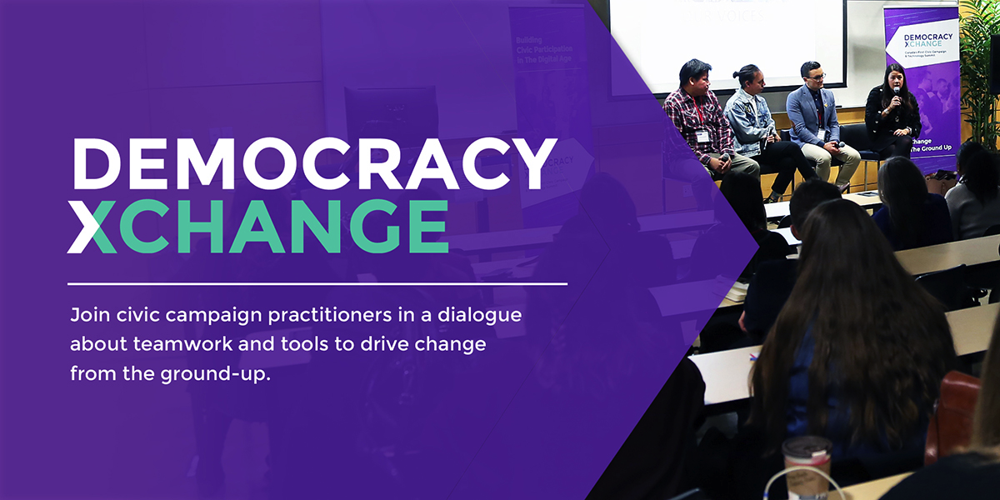 DEMOCRACY
XCHANGE
Join civic campaign practitioners in a dialogue
about teamwork and tools to drive change
from the ground-up.
Building
Civic Participation
In The Digital Age
DEMOCRACY
VOICES
DEMOCRACY
XCHANGE
Canada's First Civic Campaign
& Technology Summit
Change
The Ground Up